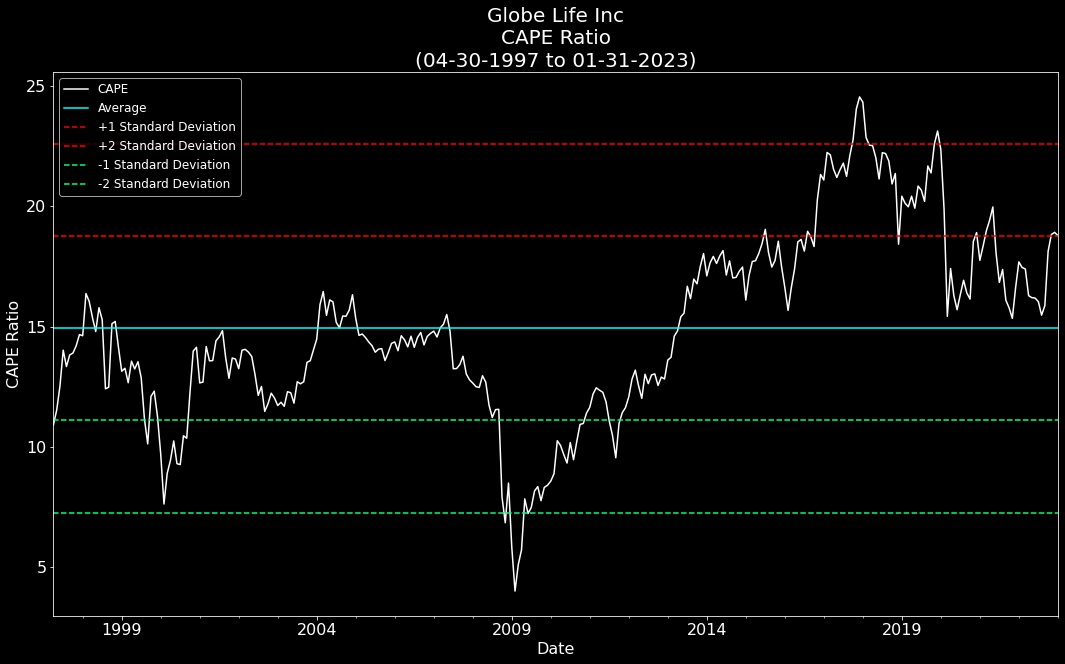 Globe Life Inc
CAPE Ratio
(04-30-1997 to 01-31-2023)
CAPE
Average
+1 Standard Deviation
+2 Standard Deviation
-1 Standard Deviation
-2 Standard Deviation
25
20
15
10
5
CAPE Ratio
1999
2004
2009
2014
2019
Date